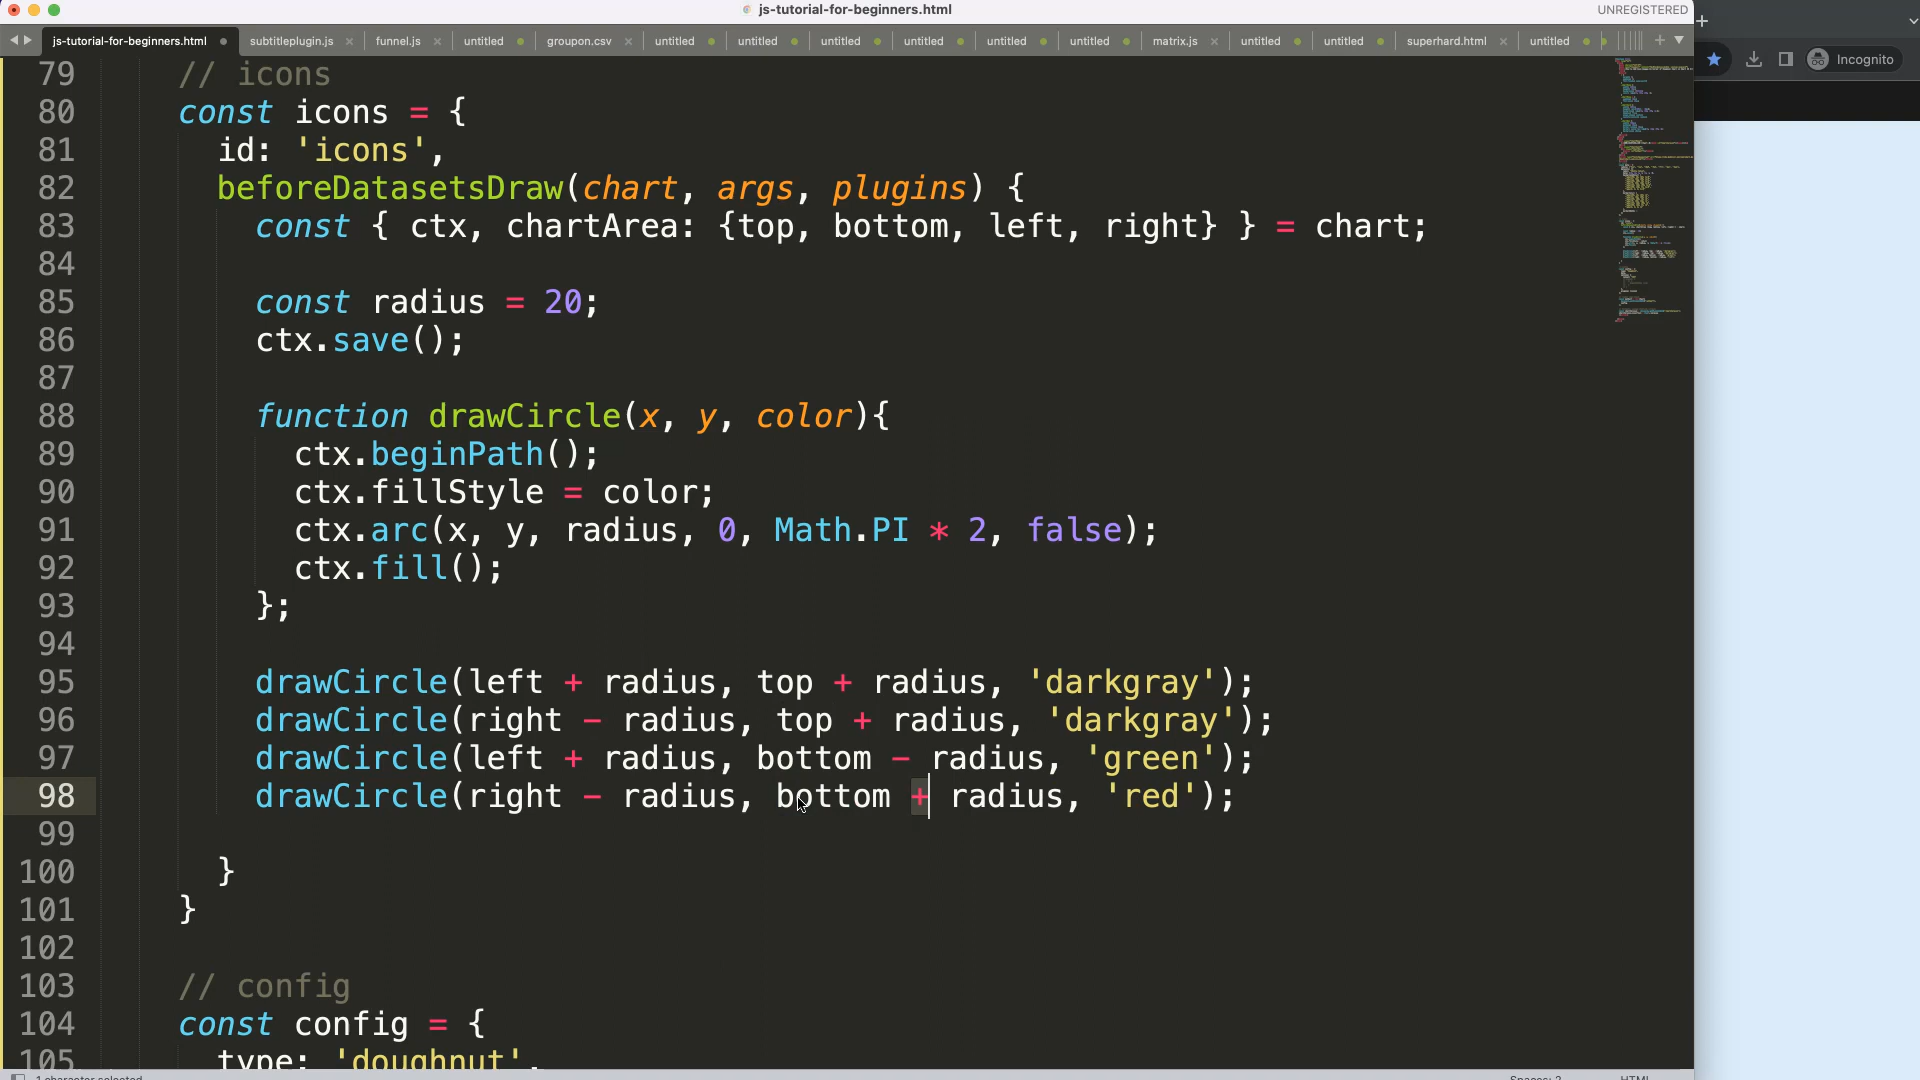 js-tutorial-for-beginners.html
UNREGISTERED
js-tutorial-for-beginners.html subtitleplugin.js funnel.js untitled groupon.csv untitled untitled untitled untitled untitled untitled matrix.js untitled untitled superhard.html untitled
Incognito
79 // icons
80 const icons = {
81 id: 'icons',
82 beforeDatasetsDraw(chart, args, plugins) {
83 const { ctx, chartArea: {top, bottom, left, right} } = chart;
84
85 const radius = 20;
86 ctx.save();
87
88 function drawCircle(x, y, color){
89 ctx.beginPath();
90 ctx.fillStyle = color;
91 ctx.arc(x, y, radius, 0, Math.PI * 2, false);
92 ctx.fill();
93 };
94
95 drawCircle(left + radius, top + radius, 'darkgray');
96 drawCircle(right - radius, top + radius, 'darkgray');
97 drawCircle(left + radius, bottom - radius, 'green');
98 drawCircle(right - radius, bottom + radius, 'red');
99
100 }
101 }
102
103 // config
104 const config = {
105 type: 'doughnut',
1 character selected
Spaces: 2
HTML